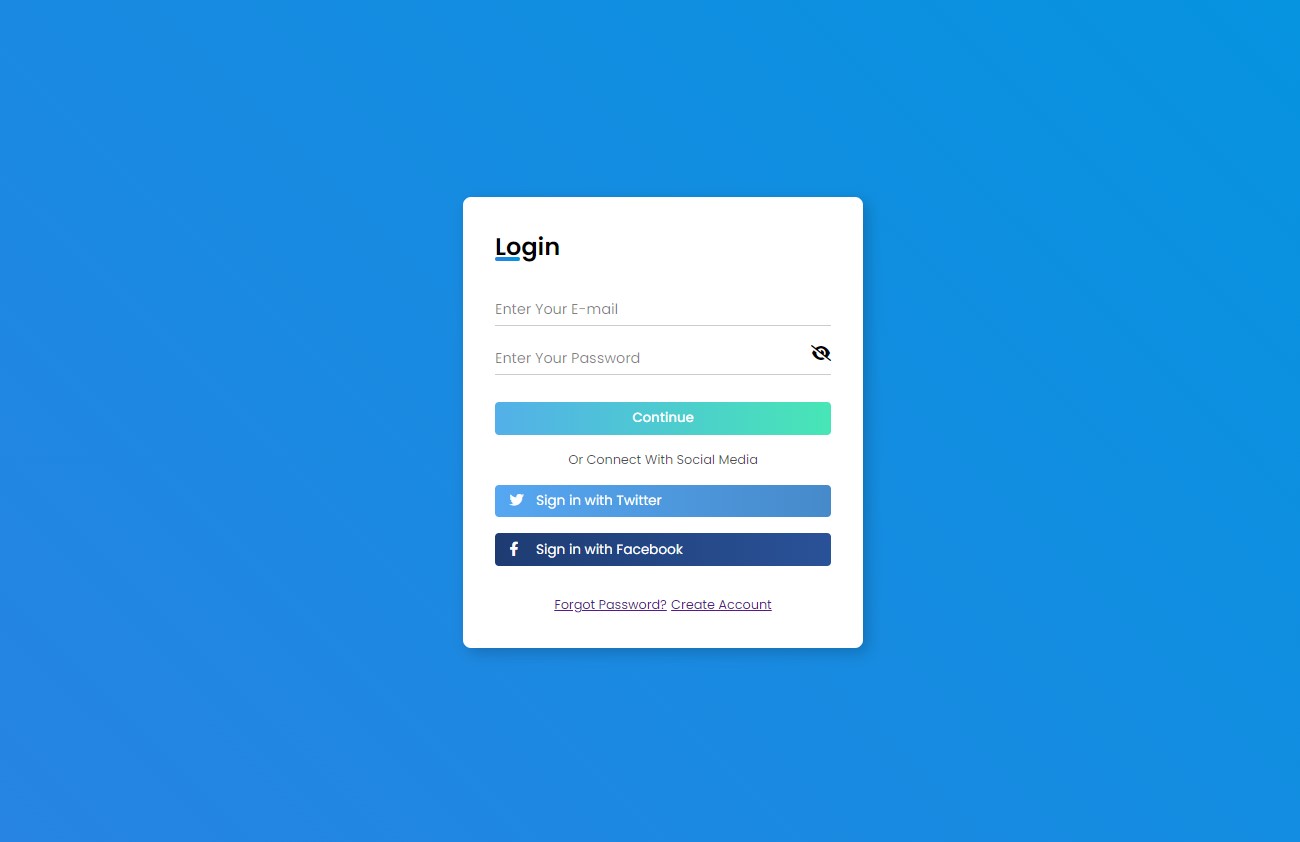 Login
Enter Your E-mail
Enter Your Password
Continue
Or Connect With Social Media
Sign in with Twitter
Sign in with Facebook
Forgot Password? Create Account